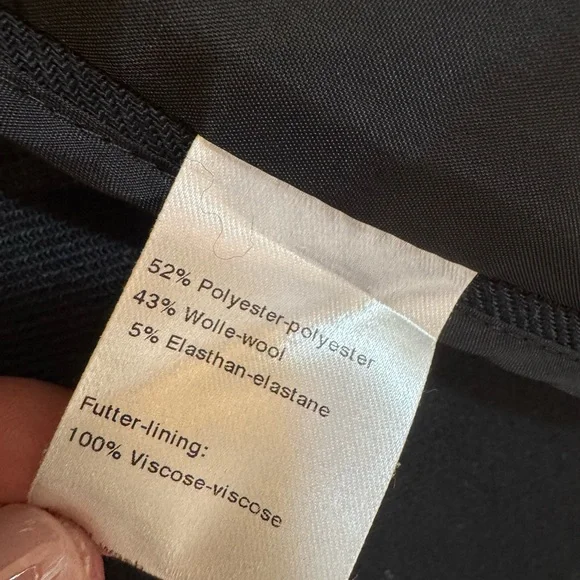 52% Polyester-polyester
43% Wolle-wool
5% Elasthan-elastane
Futter-lining:
100% Viscose-viscose